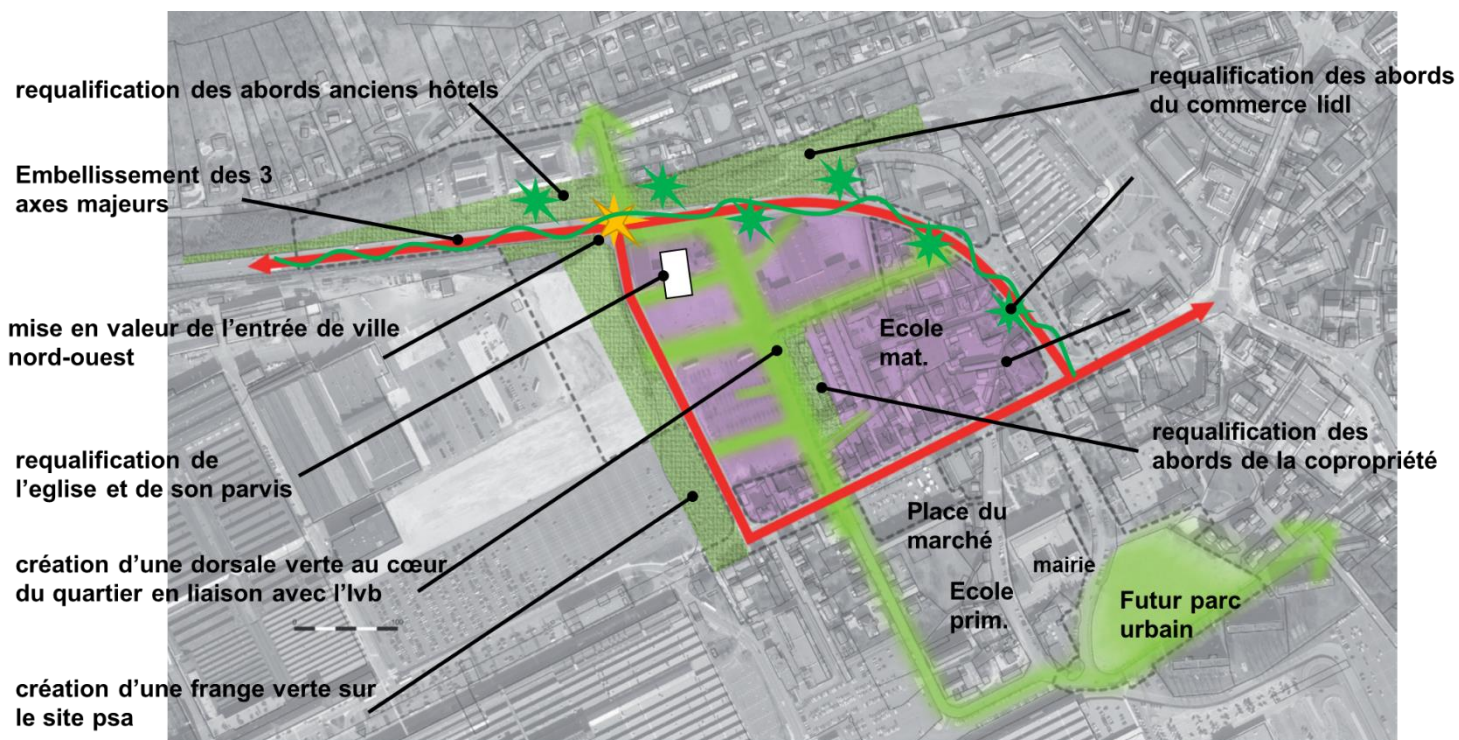 requalification des abords anciens hôtels
Embellissement des 3
axes majeurs
mise en valeur de l'entrée de ville
nord-ouest
requalification de
l'eglise et de son parvis
création d'une dorsale verte au cœur
du quartier en liaison avec l'lvb
100
création d'une frange verte sur
le site psa
requalification des abords
du commerce lidl
Ecole
mat.
requalification des
abords de la copropriété
Place du
marché
mairie
Ecole
prim.
Futur parc
urbain